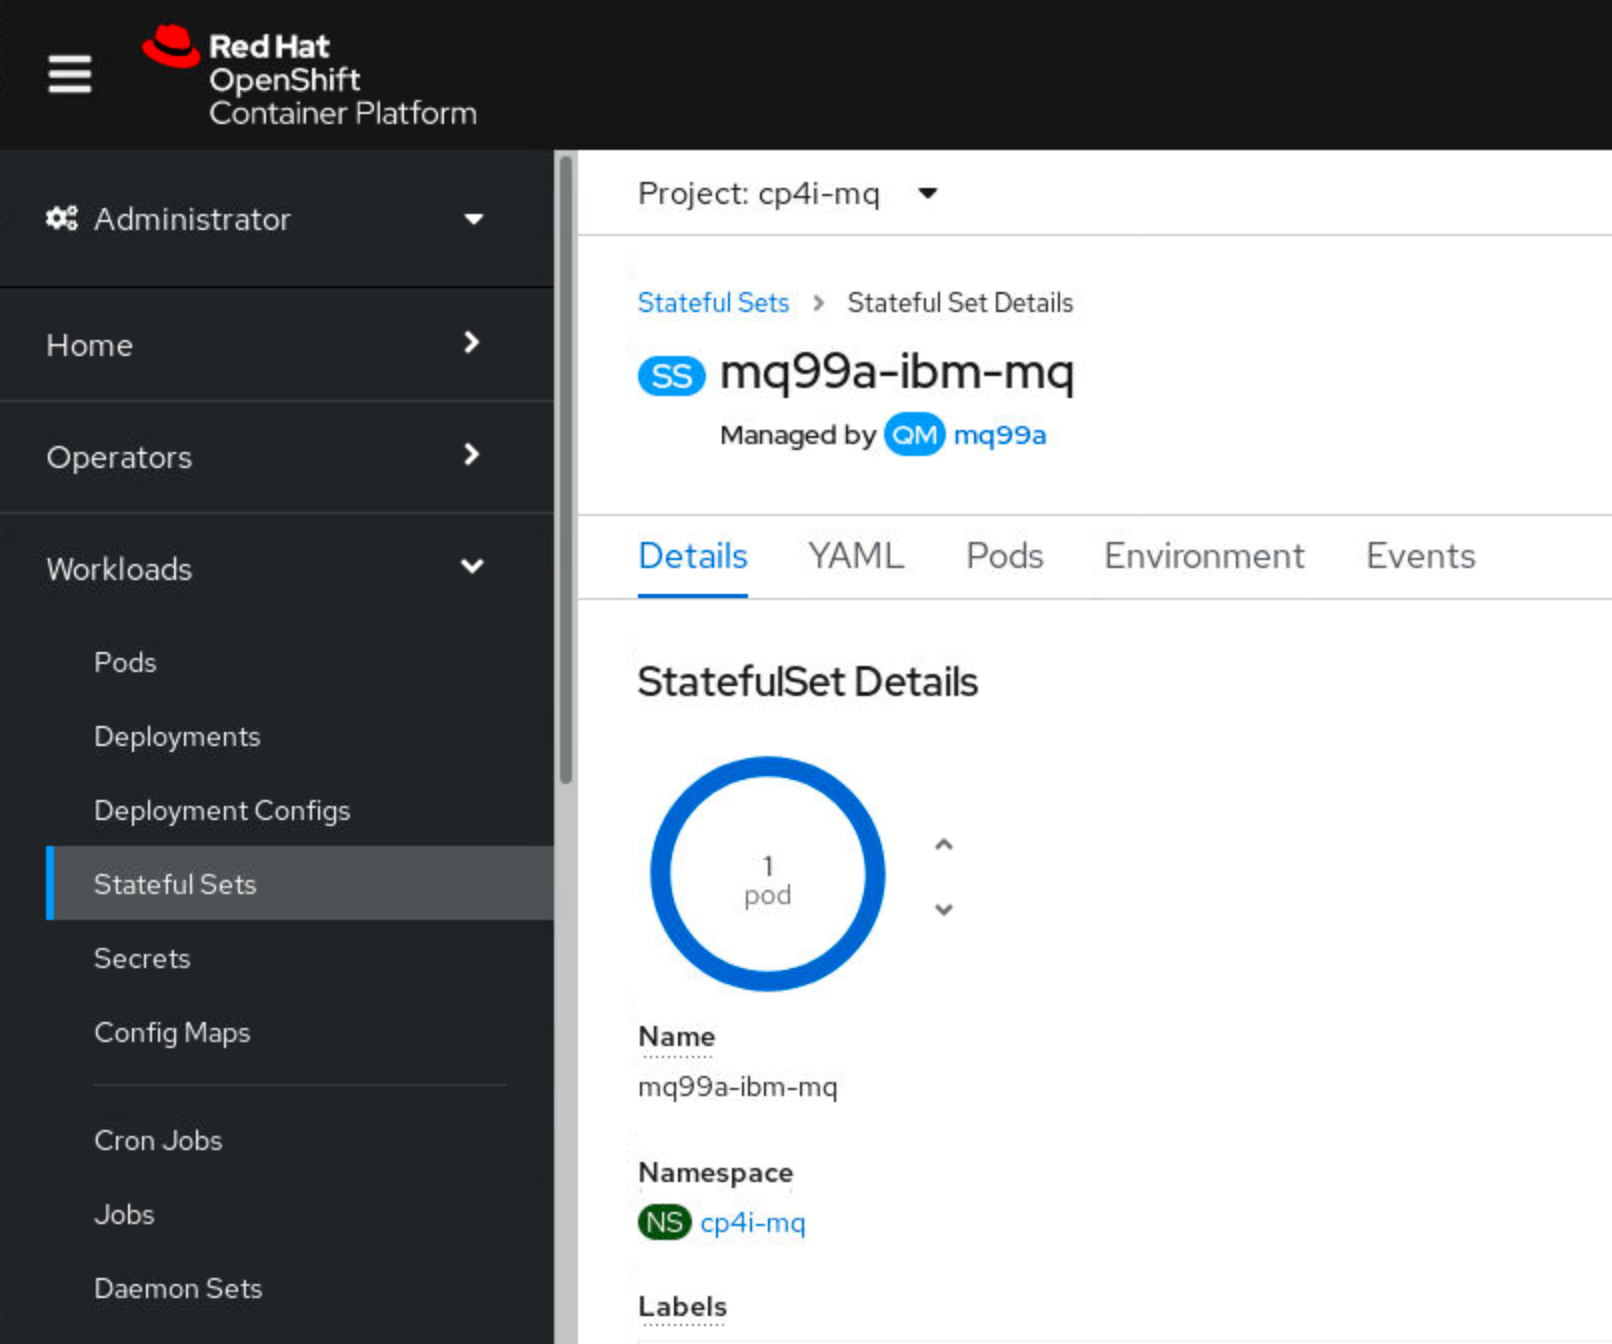 Red Hat
OpenShift
Container Platform
Administrator
Home
Operators
Workloads
Pods
Deployments
Deployment Configs
Stateful Sets
Secrets
Config Maps
Cron Jobs
Jobs
Daemon Sets
Project: cp4i-mq
Stateful Sets > Stateful Set Details
SS mq99a-ibm-mq
Managed by QM mq99a
Details YAML Pods Environment Events
StatefulSet Details
1
pod
Name
mq99a-ibm-mq
Namespace
NS cp4i-mq
Labels